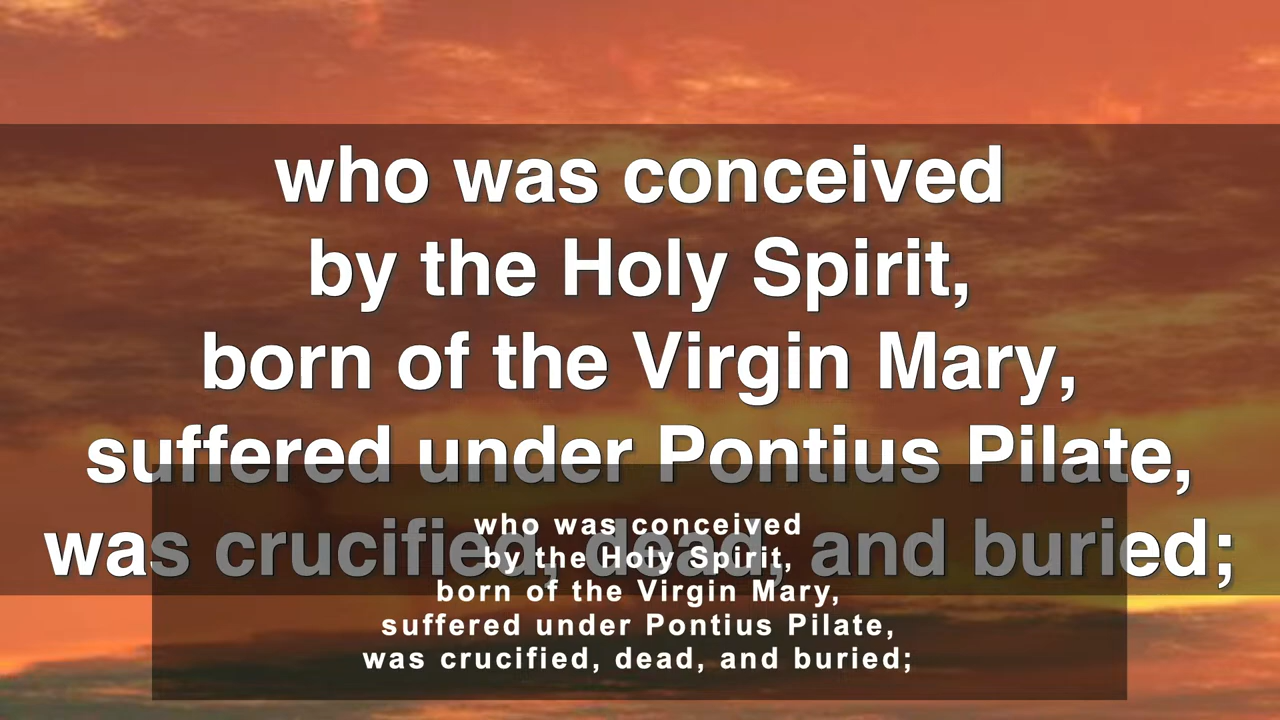 who was conceived
by the Holy Spirit,
born of the Virgin Mary,
suffered under Pontius Pilate,
was crucified, dead, and buried;
who was conceived
by the Holy Spirit,
born of the Virgin Mary,
suffered under Pontius Pilate,
was crucified, dead, and buried;